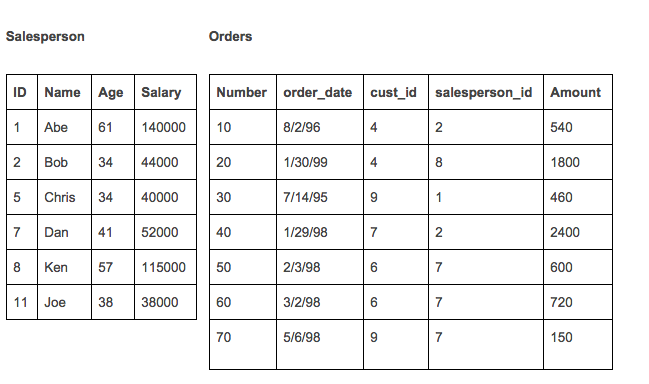 Salesperson
ID Name Age Salary
1 Abe 61 140000
2 Bob 34 44000
5 Chris 34 40000
7 Dan 41 52000
8 Ken 57 115000
11 Joe 38 38000
Orders
Number order_date cust_id salesperson_id Amount
10 8/2/96 4 2 540
20 1/30/99 4 8 1800
30 7/14/95 9 1 460
40 1/29/98 7 2 2400
50 2/3/98 6 7 600
60 3/2/98 6 7 720
70 5/6/98 9 7 150